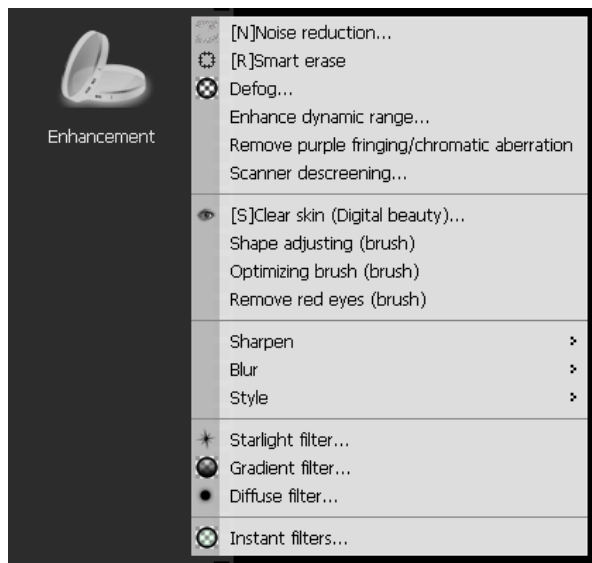 Enhancement
[N]Noise reduction...
[R]Smart erase
Defog...
Enhance dynamic range...
Remove purple fringing/chromatic aberration
Scanner descreening...
[S]Clear skin (Digital beauty)...
Shape adjusting (brush)
Optimizing brush (brush)
Remove red eyes (brush)
Sharpen
Blur
Style
Starlight filter...
Gradient filter...
Diffuse filter...
Instant filters...